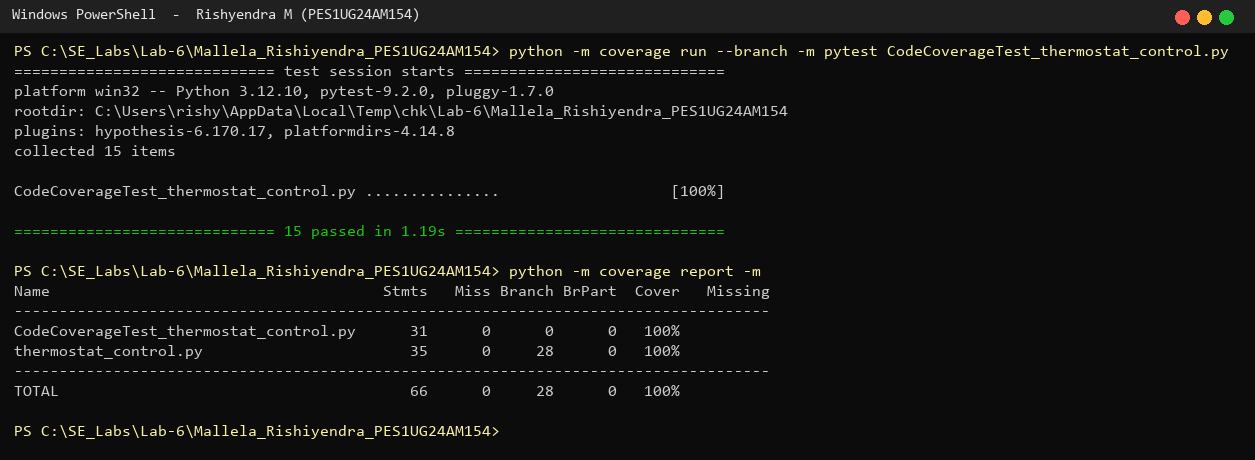 Windows PowerShell  -  Rishyendra M (PES1UG24AM154)
PS C:\SE_Labs\Lab-6\Mallela_Rishiyendra_PES1UG24AM154> python -m coverage run --branch -m pytest CodeCoverageTest_thermostat_control.py
============================= test session starts =============================
platform win32 -- Python 3.12.10, pytest-9.2.0, pluggy-1.7.0
rootdir: C:\Users\rishy\AppData\Local\Temp\chk\Lab-6\Mallela_Rishiyendra_PES1UG24AM154
plugins: hypothesis-6.170.17, platformdirs-4.14.8
collected 15 items
CodeCoverageTest_thermostat_control.py ...............                   [100%]
============================= 15 passed in 1.19s ==============================
PS C:\SE_Labs\Lab-6\Mallela_Rishiyendra_PES1UG24AM154> python -m coverage report -m
Name                                     Stmts   Miss Branch BrPart  Cover   Missing
------------------------------------------------------------------------------------
CodeCoverageTest_thermostat_control.py      31      0      0      0   100%
thermostat_control.py                       35      0     28      0   100%
------------------------------------------------------------------------------------
TOTAL                                       66      0     28      0   100%
PS C:\SE_Labs\Lab-6\Mallela_Rishiyendra_PES1UG24AM154>